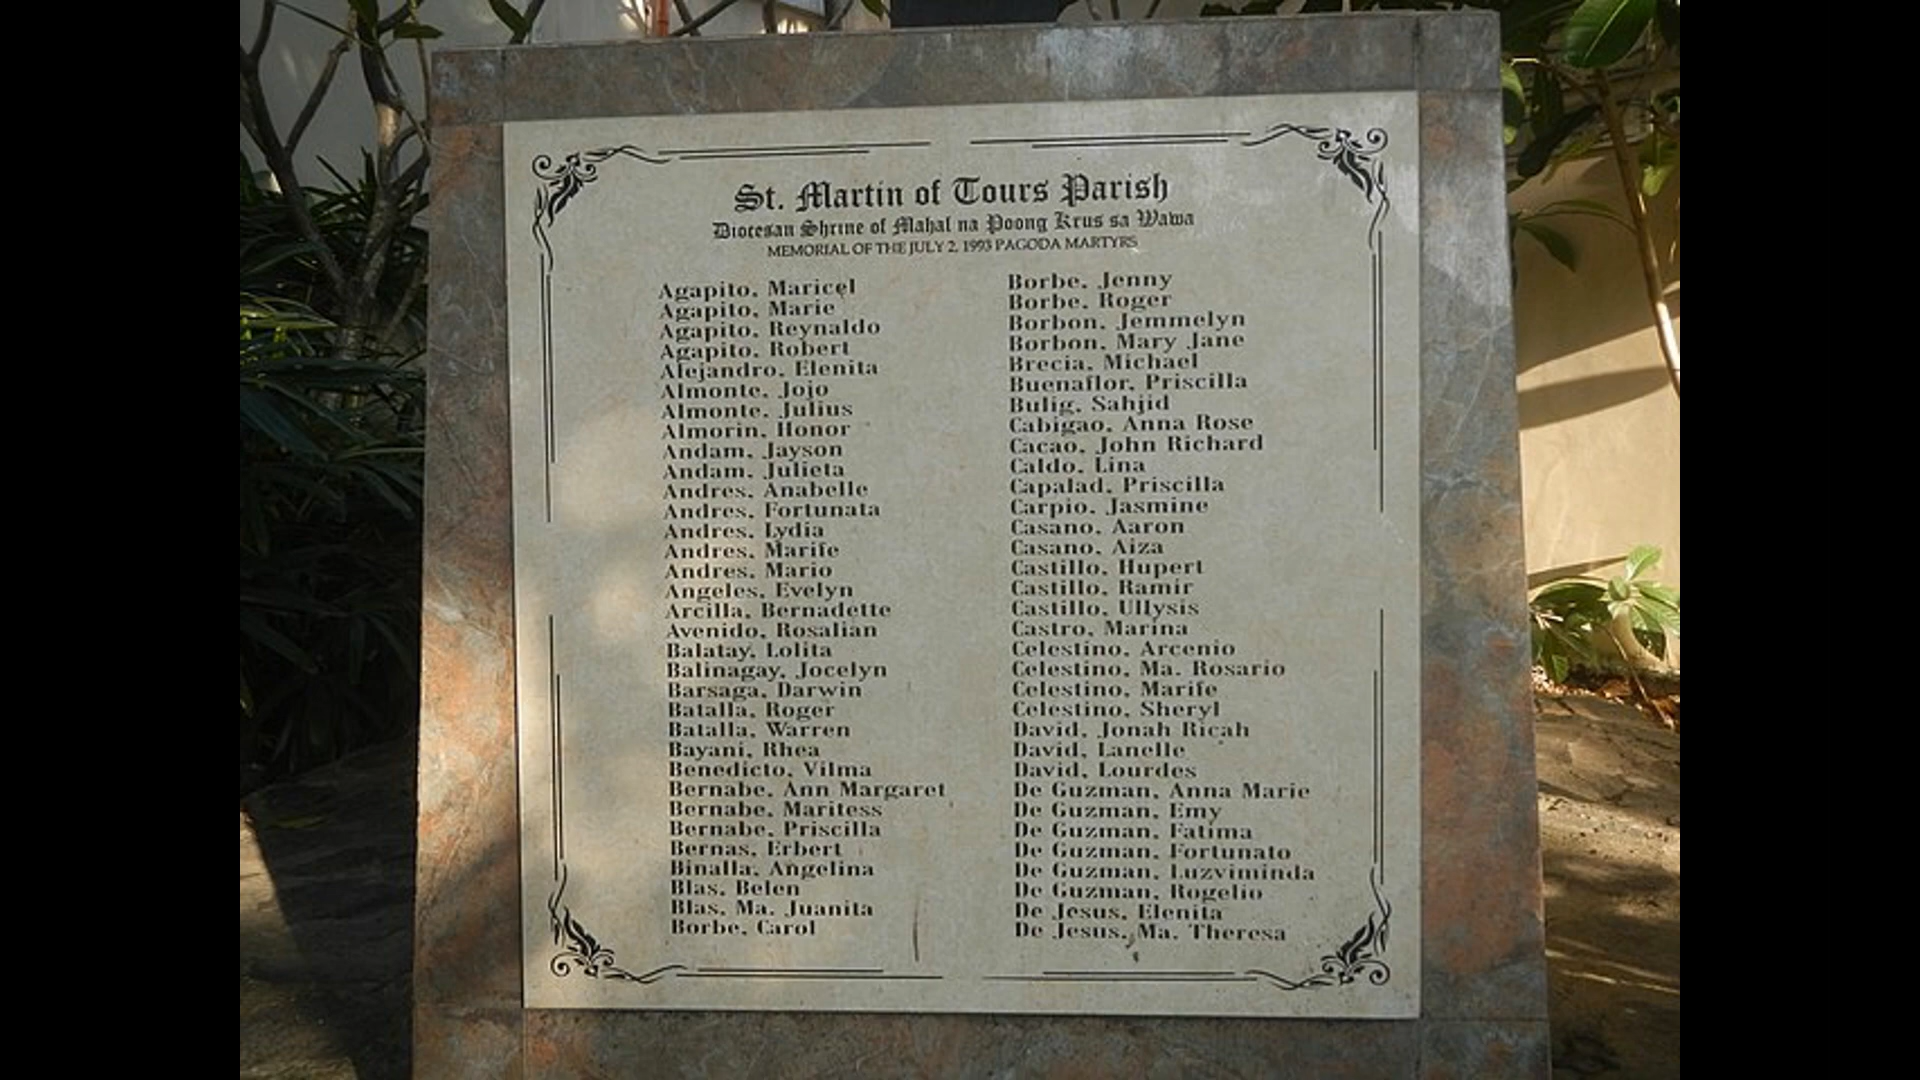 St. Martin of Tours Parish
Diocesan Shrine of Mahal na Poong Krus sa Wawa
MEMORIAL OF THE JULY 2, 1993 PAGODA MARTYRS
Agapito, Maricel
Agapito, Marie
Agapito, Reynaldo
Agapito, Robert
Alejandro, Elenita
Almonte, Jojo
Almonte, Julius
Almorin, Honor
Andam, Jayson
Andam, Julieta
Andres, Anabelle
Andres, Fortunata
Andres, Lydia
Andres, Marife
Andres, Mario
Angeles, Evelyn
Arcilla, Bernadette
Avenido, Rosalian
Balatay, Lolita
Balinagay, Jocelyn
Barsaga, Darwin
Batalla, Roger
Batalla, Warren
Bayani, Rhea
Benedicto, Vilma
Bernabe, Ann Margaret
Bernabe, Maritess
Bernabe, Priscilla
Bernas, Erbert
Binalla, Angelina
Blas, Belen
Blas, Ma. Juanita
Borbe, Carol
Borbe, Jenny
Borbe, Roger
Borbon, Jemmelyn
Borbon, Mary Jane
Brecia, Michael
Buenaflor, Priscilla
Bulig, Sahjid
Cabigao, Anna Rose
Cacao, John Richard
Caldo, Lina
Capalad, Priscilla
Carpio, Jasmine
Casano, Aaron
Casano, Aiza
Castillo, Hupert
Castillo, Ramir
Castillo, Ullysis
Castro, Marina
Celestino, Arcenio
Celestino, Ma. Rosario
Celestino, Marife
Celestino, Sheryl
David, Jonah Ricah
David, Lanelle
David, Lourdes
De Guzman, Anna Marie
De Guzman, Emy
De Guzman, Fatima
De Guzman, Fortunato
De Guzman, Luzviminda
De Guzman, Rogelio
De Jesus, Elenita
De Jesus, Ma. Theresa